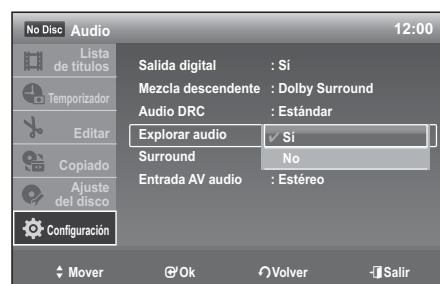 No Disc Audio 12:00
Lista
de títulos
Temporizador
Editar
Copiado
Ajuste
del disco
Configuración
Salida digital : Sí
Mezcla descendente : Dolby Surround
Audio DRC : Estándar
Explorar audio ✔ Sí
No
Surround
Entrada AV audio : Estéreo
Mover Ok Volver Salir